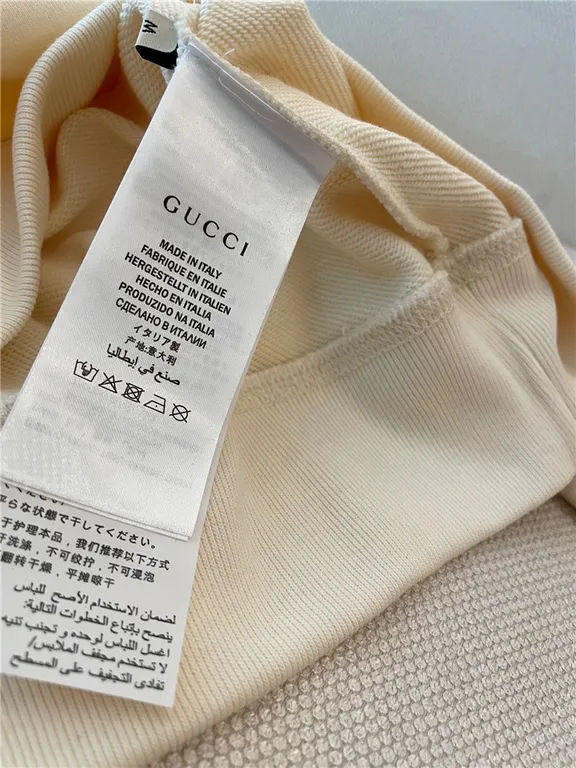 M
GUCCI
MADE IN ITALY
FABRIQUE EN ITALIE
HERGESTELLT IN ITALIEN
HECHO EN ITALIA
PRODUZIDO NA ITALIA
СДЕЛАНО В ИТАЛИИ
イタリア製
产地:意大利
صنع في إيطاليا
らな状態で干してください。
于护理本品，我们推荐以下方式
洗涤，不可绞拧，不可浸泡
翻转干燥，平摊晾干
لضمان الاستخدام الأصح للباس
ينصح بإتباع الخطوات التالية:
اغسل اللباس لوحده و تجنب تنيه
لا تستخدم مجفف الملابس/
تفادى التجفيف على المسطح